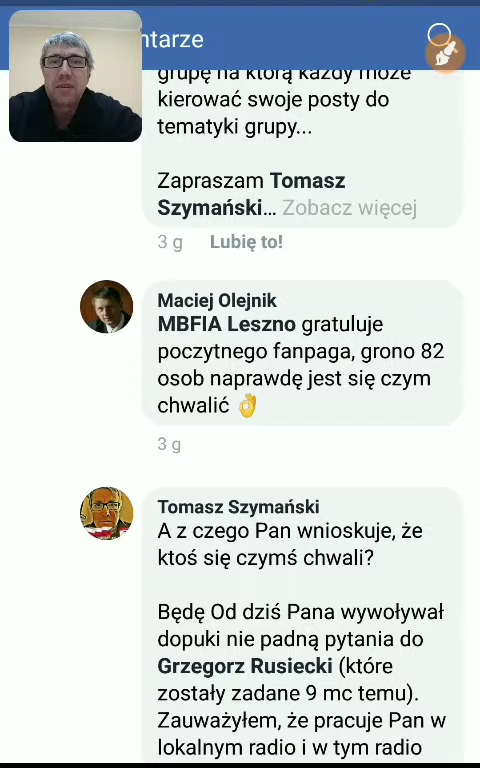 ntarze
grupę na którą każdy może
kierować swoje posty do
tematyki grupy...
Zapraszam Tomasz
Szymański... Zobacz więcej
3 g Lubię to!
Maciej Olejnik
MBFIA Leszno gratuluje
poczytnego fanpaga, grono 82
osob naprawdę jest się czym
chwalić 👌
3 g
Tomasz Szymański
A z czego Pan wnioskuje, że
ktoś się czymś chwali?
Będę Od dziś Pana wywoływał
dopuki nie padną pytania do
Grzegorz Rusiecki (które
zostały zadane 9 mc temu).
Zauważyłem, że pracuje Pan w
lokalnym radio i w tym radio